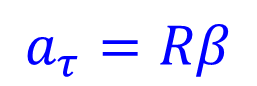 a_τ = Rβ